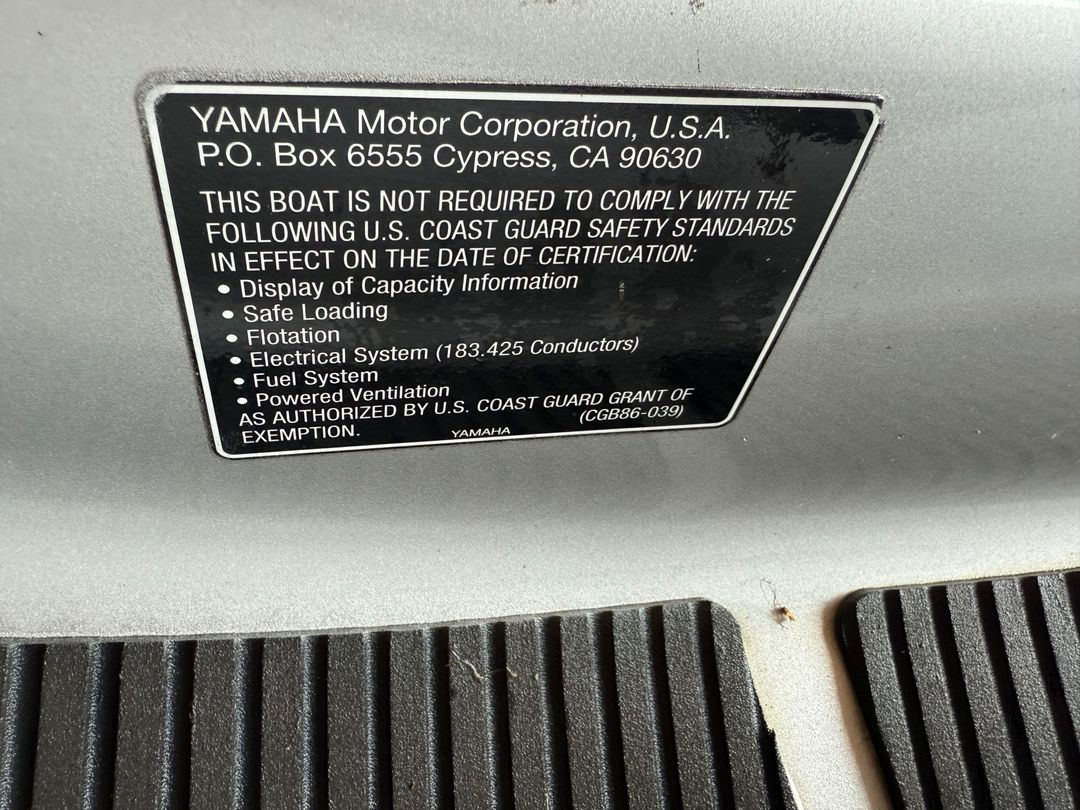 YAMAHA Motor Corporation, U.S.A.
P.O. Box 6555 Cypress, CA 90630
THIS BOAT IS NOT REQUIRED TO COMPLY WITH THE
FOLLOWING U.S. COAST GUARD SAFETY STANDARDS
IN EFFECT ON THE DATE OF CERTIFICATION:
• Display of Capacity Information
• Safe Loading
• Flotation
• Electrical System (183.425 Conductors)
• Fuel System
• Powered Ventilation
AS AUTHORIZED BY U.S. COAST GUARD GRANT OF
EXEMPTION. (CGB86-039)
YAMAHA